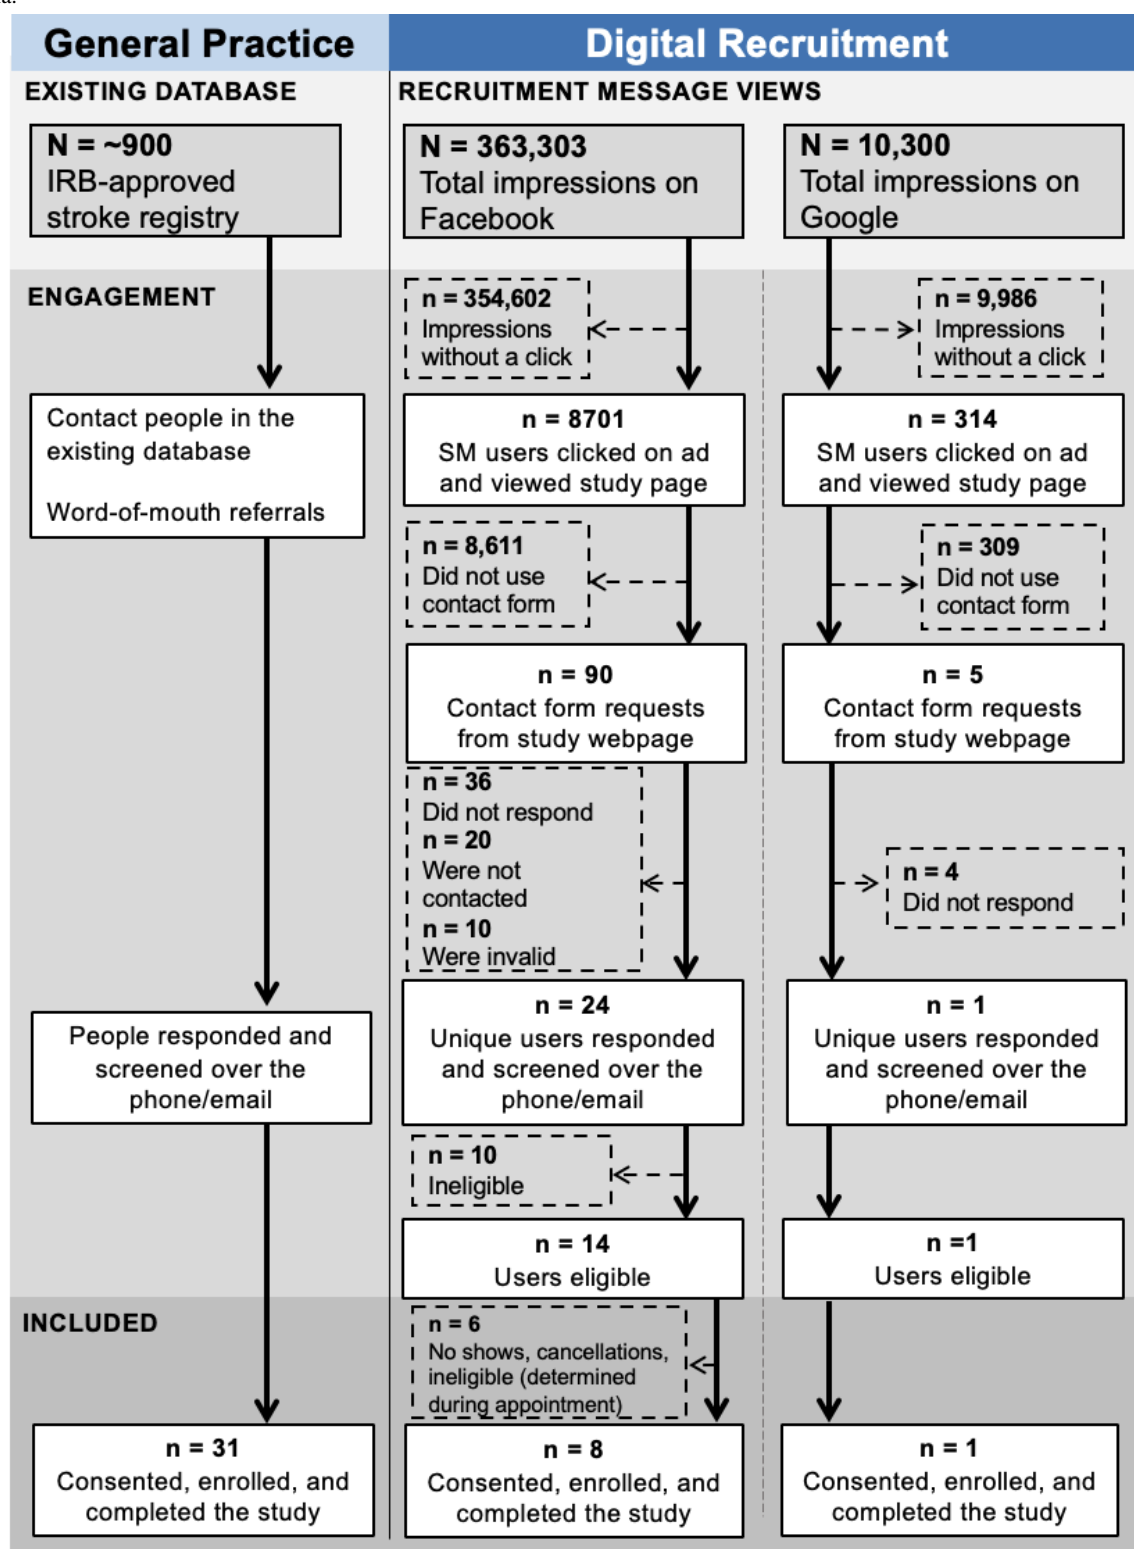 General Practice
Digital Recruitment
EXISTING DATABASE
RECRUITMENT MESSAGE VIEWS
N = ~900
IRB-approved
stroke registry
N = 363,303
Total impressions on
Facebook
N = 10,300
Total impressions on
Google
ENGAGEMENT
n = 354,602
Impressions
without a click
n = 9,986
Impressions
without a click
Contact people in the
existing database
Word-of-mouth referrals
n = 8701
SM users clicked on ad
and viewed study page
n = 314
SM users clicked on ad
and viewed study page
n = 8,611
Did not use
contact form
n = 309
Did not use
contact form
n = 90
Contact form requests
from study webpage
n = 5
Contact form requests
from study webpage
n = 36
Did not respond
n = 20
Were not
contacted
n = 10
Were invalid
n = 4
Did not respond
People responded and
screened over the
phone/email
n = 24
Unique users responded
and screened over the
phone/email
n = 1
Unique users responded
and screened over the
phone/email
n = 10
Ineligible
n = 14
Users eligible
n =1
Users eligible
INCLUDED
n = 6
No shows, cancellations,
ineligible (determined
during appointment)
n = 31
Consented, enrolled, and
completed the study
n = 8
Consented, enrolled, and
completed the study
n = 1
Consented, enrolled, and
completed the study